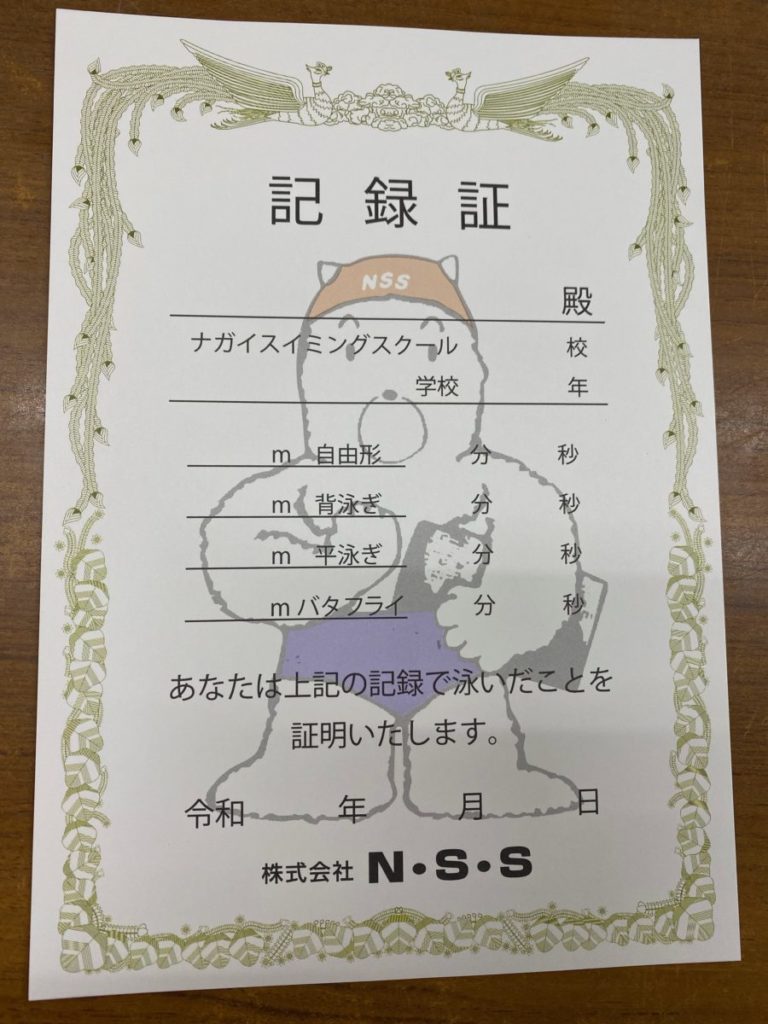 記録証
NSS
殿
ナガイスイミングスクール 校
学校 年
m 自由形 分 秒
m 背泳ぎ 分 秒
m 平泳ぎ 分 秒
m バタフライ 分 秒
あなたは上記の記録で泳いだことを
証明いたします。
令和 年 月 日
株式会社 N・S・S